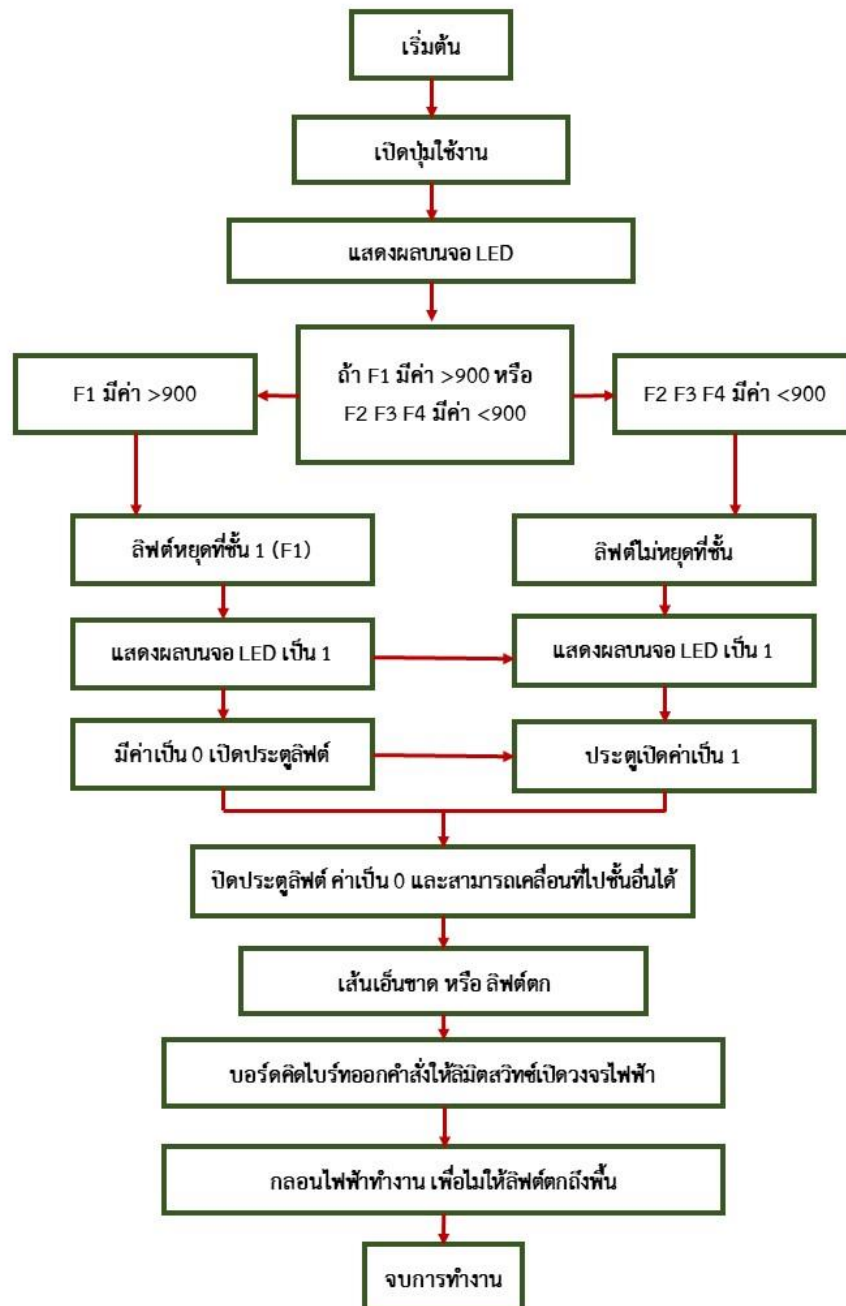 เริ่มต้น
เปิดปุ่มใช้งาน
แสดงผลบนจอ LED
ถ้า F1 มีค่า >900 หรือ
F2 F3 F4 มีค่า <900
F1 มีค่า >900
F2 F3 F4 มีค่า <900
ลิฟต์หยุดที่ชั้น 1 (F1)
ลิฟต์ไม่หยุดที่ชั้น
แสดงผลบนจอ LED เป็น 1
แสดงผลบนจอ LED เป็น 1
มีค่าเป็น 0 เปิดประตูลิฟต์
ประตูเปิดค่าเป็น 1
ปิดประตูลิฟต์ ค่าเป็น 0 และสามารถเคลื่อนที่ไปชั้นอื่นได้
เส้นเอ็นขาด หรือ ลิฟต์ตก
บอร์ดคิดไบร์ทออกคำสั่งให้ลิมิตสวิทซ์เปิดวงจรไฟฟ้า
กลอนไฟฟ้าทำงาน เพื่อไม่ให้ลิฟต์ตกถึงพื้น
จบการทำงาน